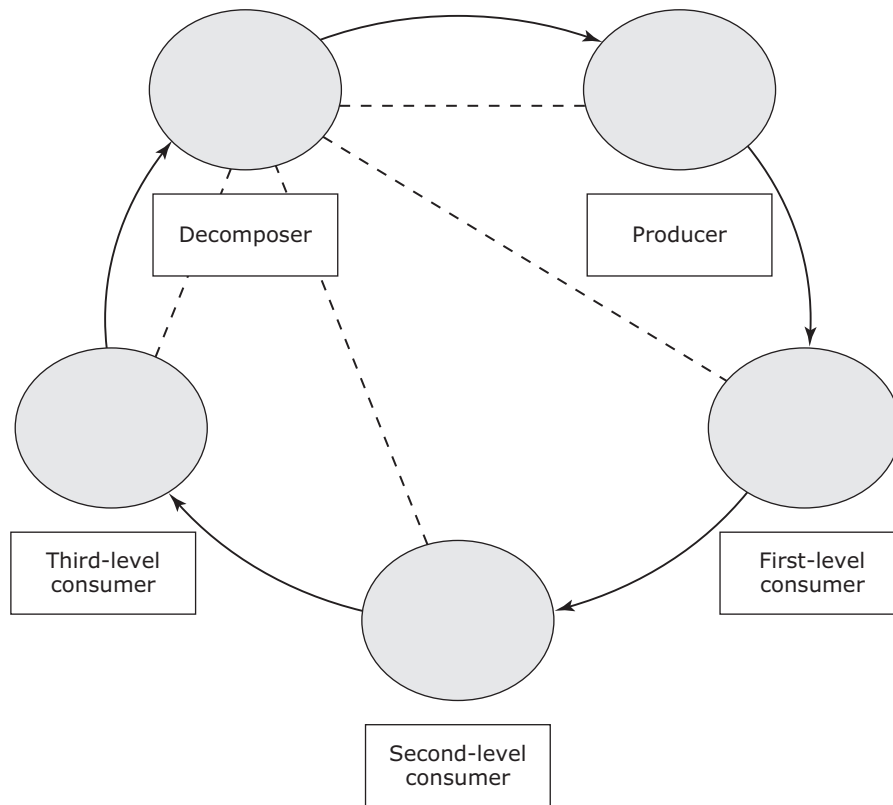 Decomposer
Producer
Third-level
consumer
First-level
consumer
Second-level
consumer